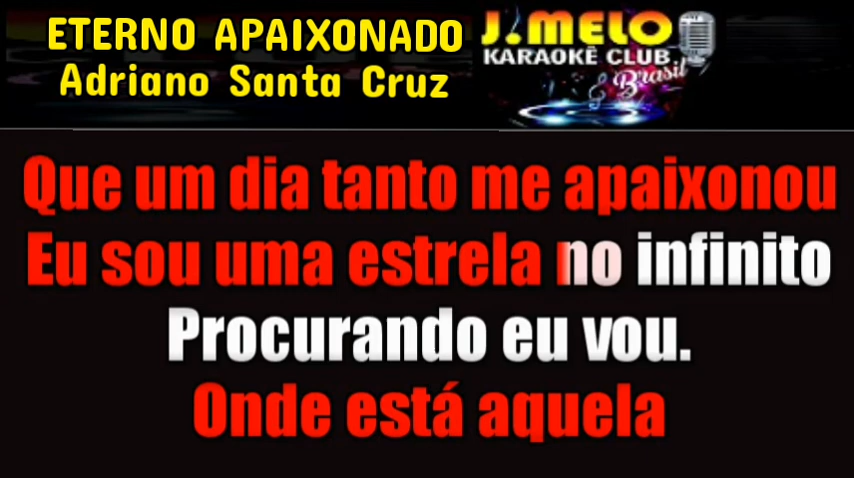 ETERNO APAIXONADO
Adriano Santa Cruz
J.MELO
KARAOKÊ CLUB
Brasil
Que um dia tanto me apaixonou
Eu sou uma estrela no infinito
Procurando eu vou.
Onde está aquela